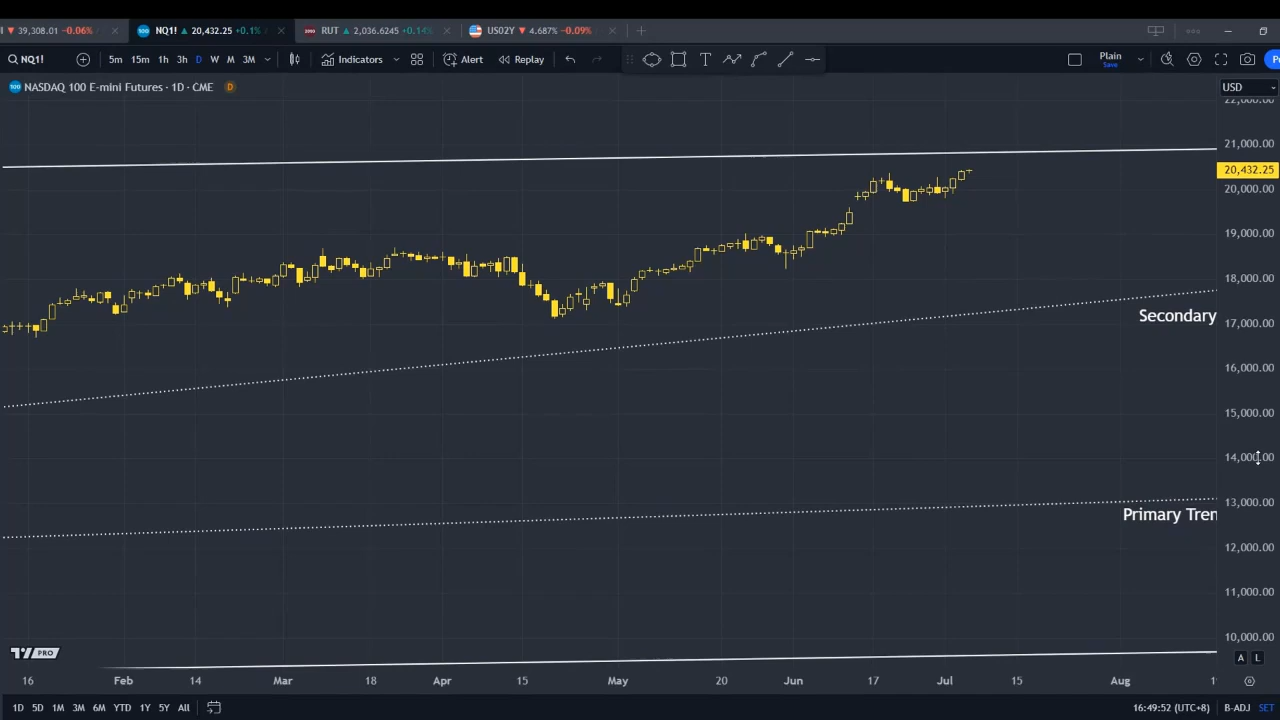 39,308.01 -0.06% NQ1! 20,432.25 +0.1% RUT 2,036.6245 +0.14% US02Y 4.687% -0.09%
NQ1! 5m 15m 1h 3h D W M 3M Indicators Alert Replay Plain
Save
NASDAQ 100 E-mini Futures · 1D · CME D USD
22,000.00
21,000.00
20,432.25
20,000.00
19,000.00
18,000.00
Secondary
17,000.00
16,000.00
15,000.00
14,000.00
13,000.00
Primary Tren
12,000.00
11,000.00
10,000.00
PRO A L
16 Feb 14 Mar 18 Apr 15 May 20 Jun 17 Jul 15 Aug
1D 5D 1M 3M 6M YTD 1Y 5Y All 16:49:52 (UTC+8) B-ADJ SET